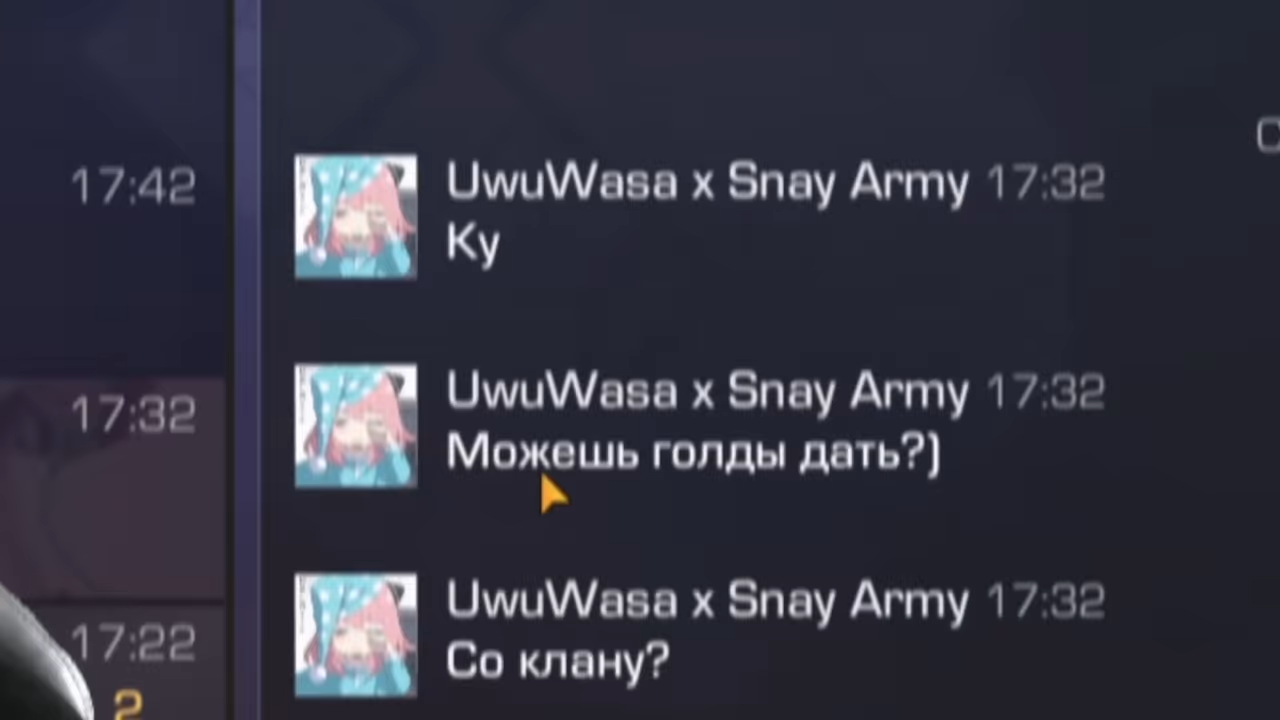 17:42
UwuWasa x Snay Army 17:32
Ку
17:32
UwuWasa x Snay Army 17:32
Можешь голды дать?)
17:22
2
UwuWasa x Snay Army 17:32
Со клану?